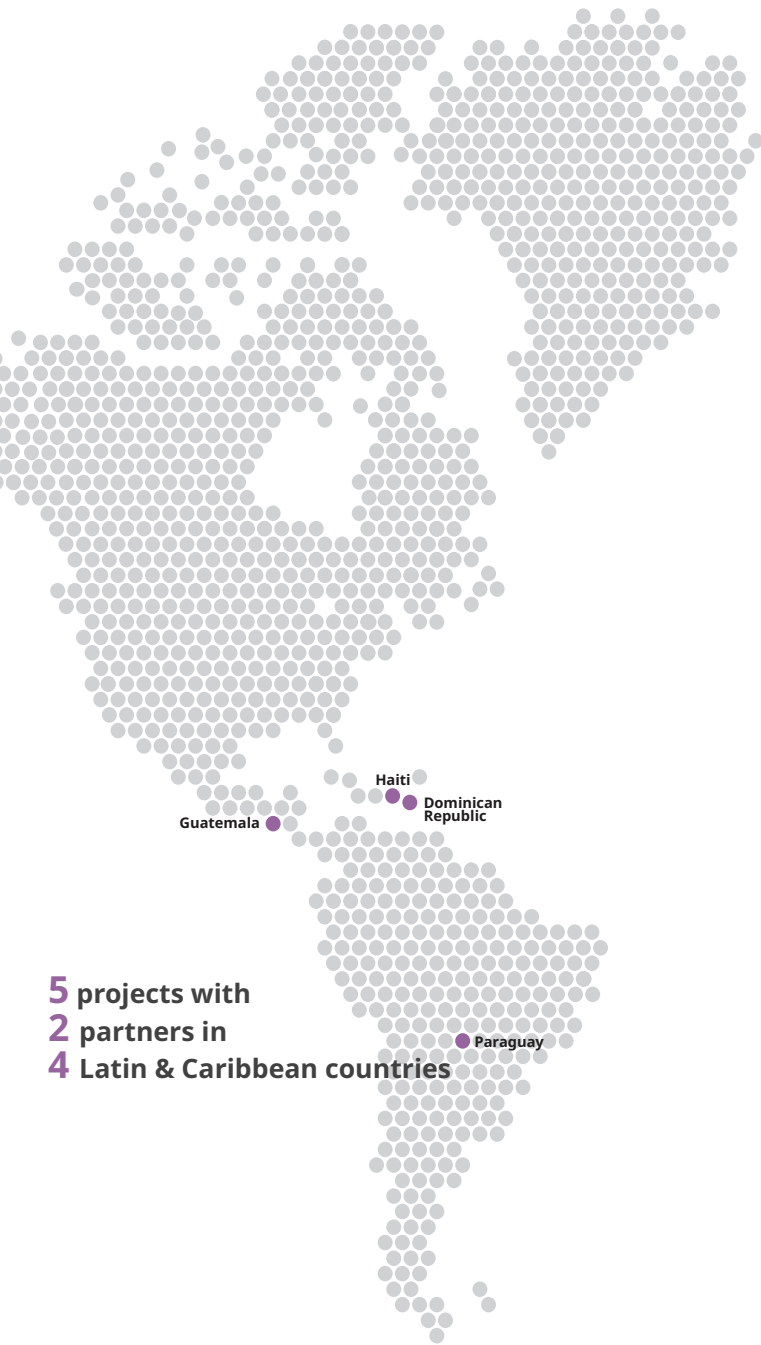 Haiti
Dominican
Republic
Guatemala
5 projects with
2 partners in
4 Latin & Caribbean countries
Paraguay